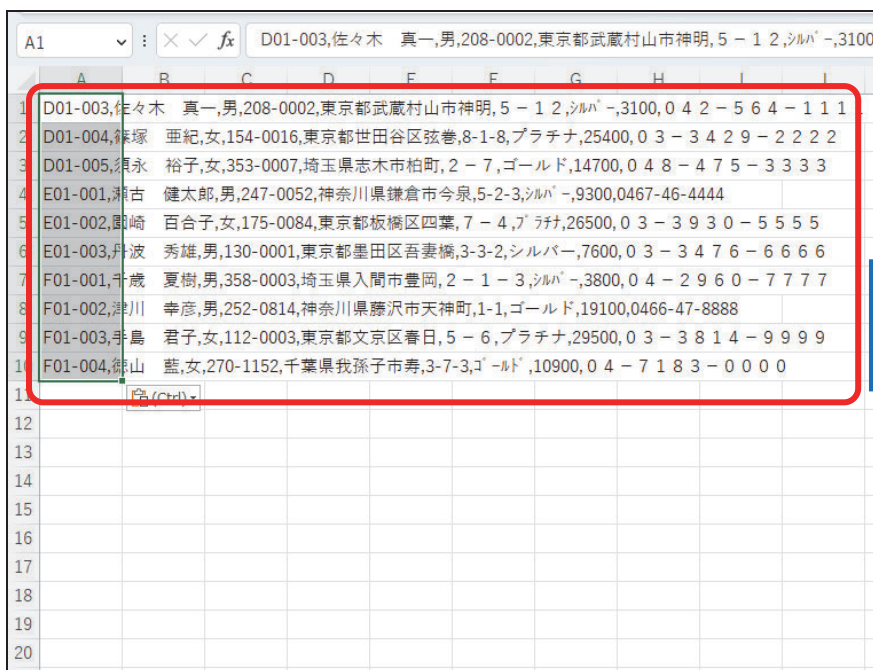 A1 fx D01-003,佐々木　真一,男,208-0002,東京都武蔵村山市神明,５－１２,ｼﾙﾊﾞｰ,3100
A B C D E F G H I J
1 D01-003,佐々木　真一,男,208-0002,東京都武蔵村山市神明,５－１２,ｼﾙﾊﾞｰ,3100,０４２－５６４－１１１１
2 D01-004,篠塚　亜紀,女,154-0016,東京都世田谷区弦巻,8-1-8,プラチナ,25400,０３－３４２９－２２２２
3 D01-005,須永　裕子,女,353-0007,埼玉県志木市柏町,２－７,ゴールド,14700,０４８－４７５－３３３３
4 E01-001,瀬古　健太郎,男,247-0052,神奈川県鎌倉市今泉,5-2-3,ｼﾙﾊﾞｰ,9300,0467-46-4444
5 E01-002,園崎　百合子,女,175-0084,東京都板橋区四葉,７－４,ﾌﾟﾗﾁﾅ,26500,０３－３９３０－５５５５
6 E01-003,丹波　秀雄,男,130-0001,東京都墨田区吾妻橋,3-3-2,シルバー,7600,０３－３４７６－６６６６
7 F01-001,千歳　夏樹,男,358-0003,埼玉県入間市豊岡,２－１－３,ｼﾙﾊﾞｰ,3800,０４－２９６０－７７７７
8 F01-002,津川　幸彦,男,252-0814,神奈川県藤沢市天神町,1-1,ゴールド,19100,0466-47-8888
9 F01-003,手島　君子,女,112-0003,東京都文京区春日,５－６,プラチナ,29500,０３－３８１４－９９９９
10 F01-004,徳山　藍,女,270-1152,千葉県我孫子市寿,3-7-3,ｺﾞｰﾙﾄﾞ,10900,０４－７１８３－００００
11 (Ctrl)
12
13
14
15
16
17
18
19
20